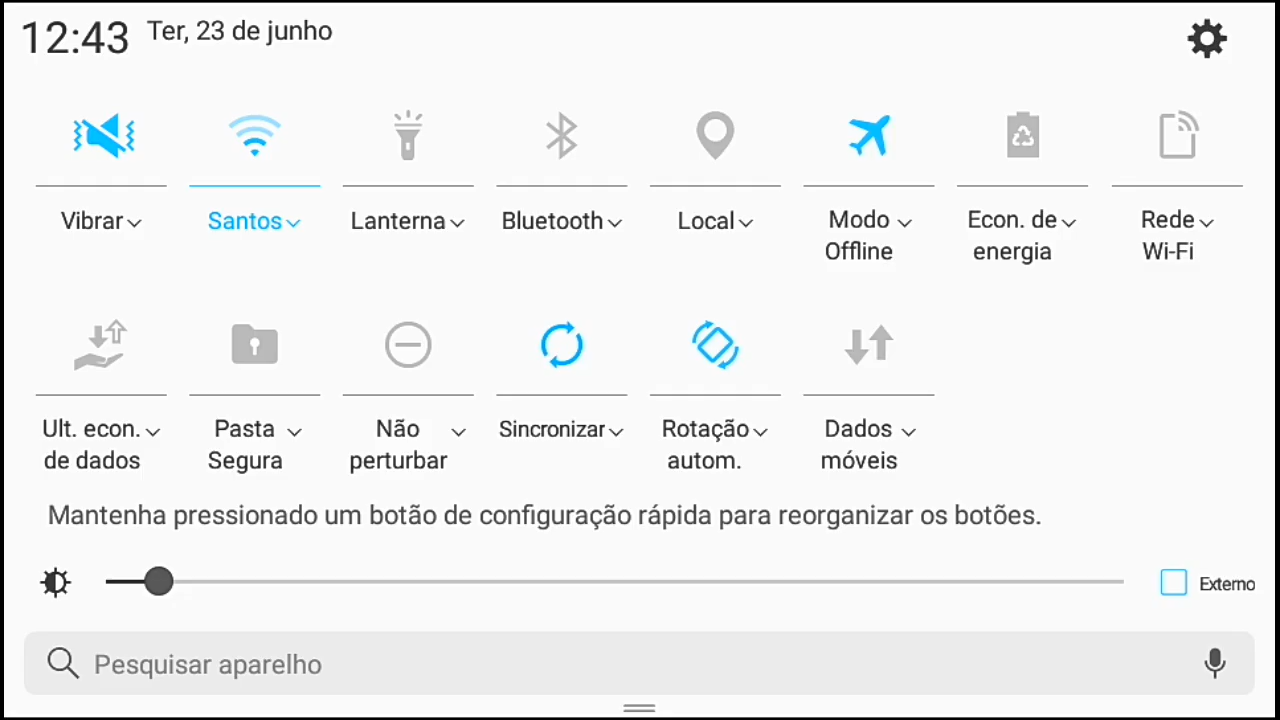 12:43 Ter, 23 de junho
Vibrar Santos Lanterna Bluetooth Local Modo Offline Econ. de energia Rede Wi-Fi
Ult. econ. de dados Pasta Segura Não perturbar Sincronizar Rotação autom. Dados móveis
Mantenha pressionado um botão de configuração rápida para reorganizar os botões.
Externo
Pesquisar aparelho